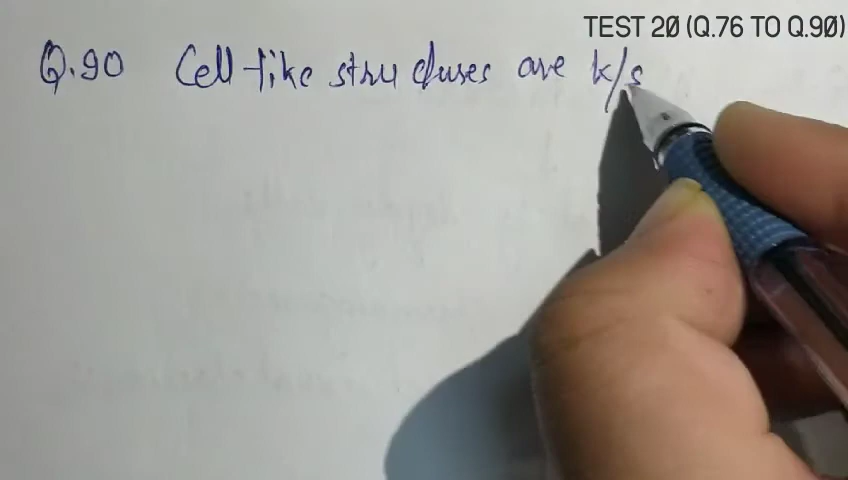 TEST 20 (Q.76 TO Q.90)
Q.90 Cell-like structures are k/s